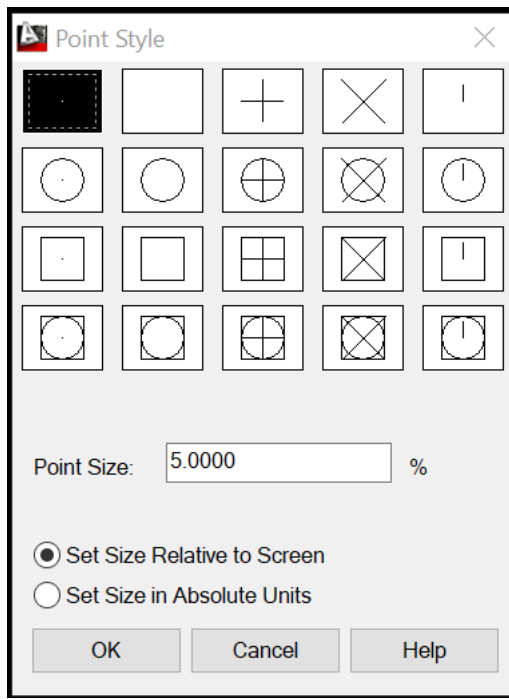 Point Style
Point Size: 5.0000 %
Set Size Relative to Screen
Set Size in Absolute Units
OK Cancel Help